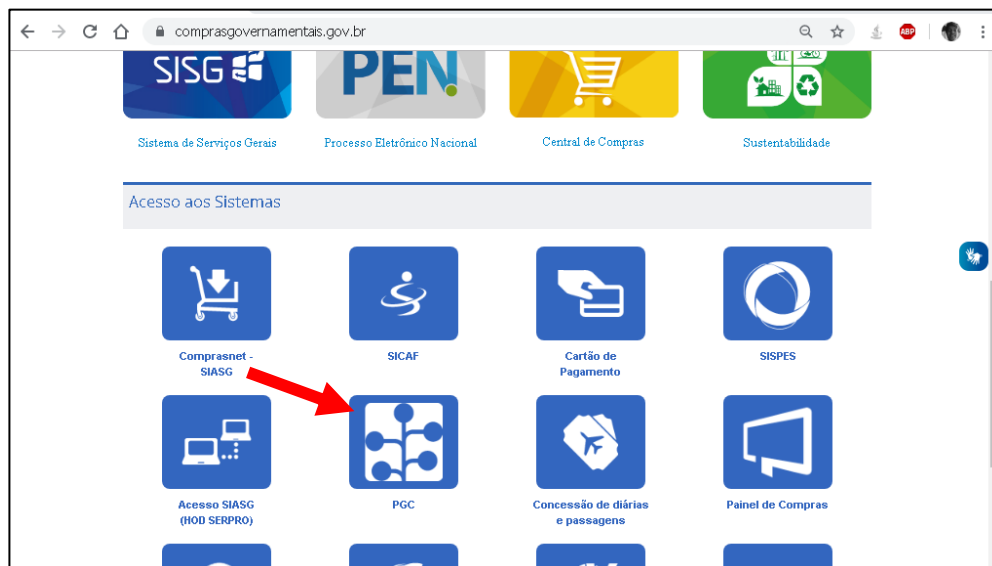 comprasgovernamentais.gov.br
ABP
SISG
PEN
Sistema de Serviços Gerais
Processo Eletrônico Nacional
Central de Compras
Sustentabilidade
Acesso aos Sistemas
Comprasnet -
SIASG
SICAF
Cartão de
Pagamento
SISPES
Acesso SIASG
(HOD SERPRO)
PGC
Concessão de diárias
e passagens
Painel de Compras